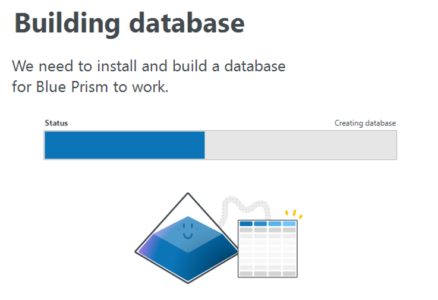 Building database
We need to install and build a database
for Blue Prism to work.
Status Creating database